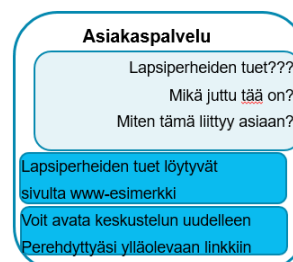 Asiakaspalvelu
Lapsiperheiden tuet???
Mikä juttu tää on?
Miten tämä liittyy asiaan?
Lapsiperheiden tuet löytyvät
sivulta www-esimerkki
Voit avata keskustelun uudelleen
Perehdyttyäsi ylläolevaan linkkiin